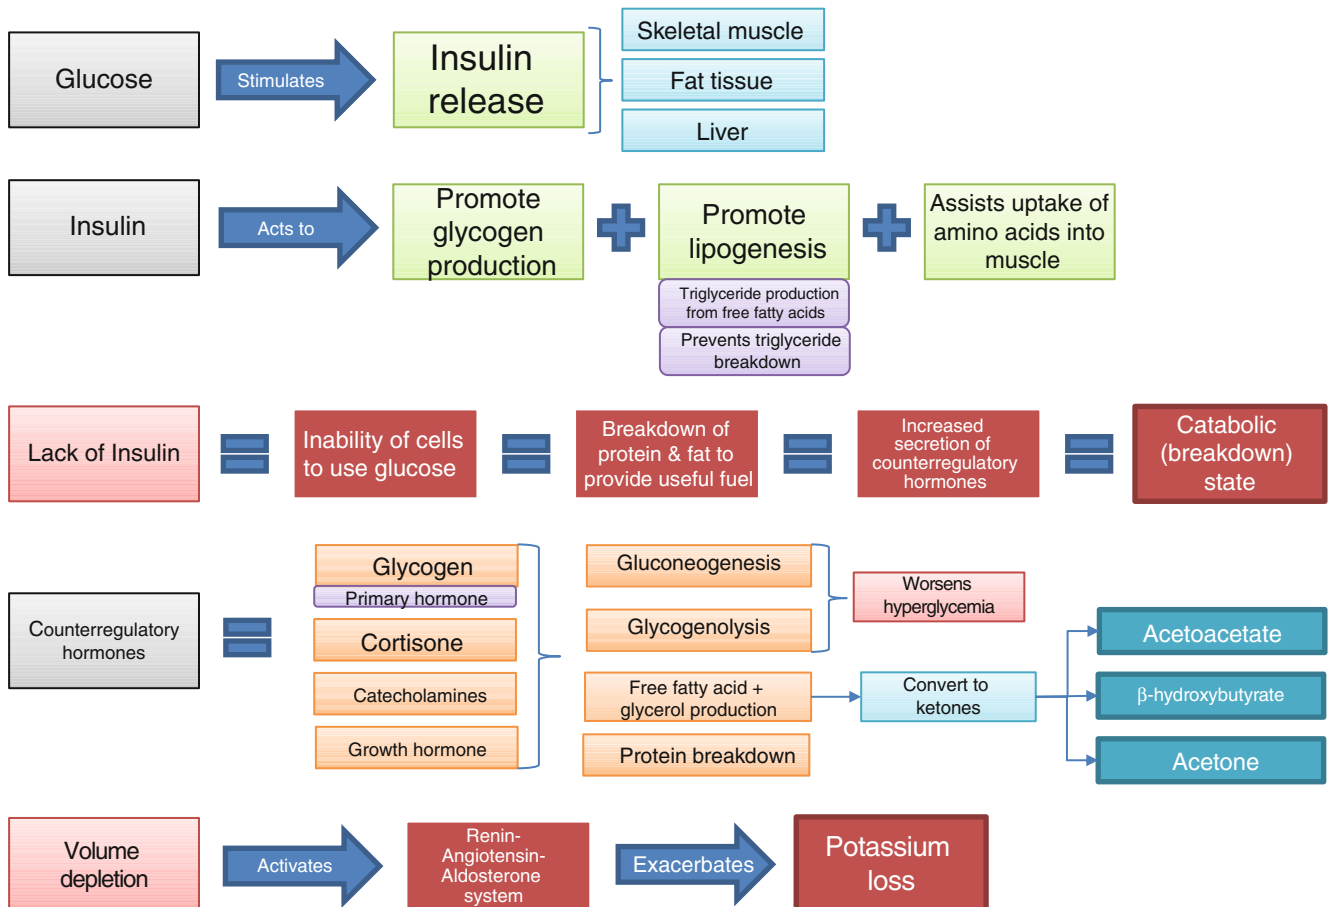 Glucose
Stimulates
Insulin
release
Skeletal muscle
Fat tissue
Liver
Insulin
Acts to
Promote
glycogen
production
Promote
lipogenesis
Triglyceride production
from free fatty acids
Prevents triglyceride
breakdown
Assists uptake of
amino acids into
muscle
Lack of Insulin
Inability of cells
to use glucose
Breakdown of
protein & fat to
provide useful fuel
Increased
secretion of
counterregulatory
hormones
Catabolic
(breakdown)
state
Counterregulatory
hormones
Glycogen
Primary hormone
Cortisone
Catecholamines
Growth hormone
Gluconeogenesis
Glycogenolysis
Free fatty acid +
glycerol production
Protein breakdown
Worsens
hyperglycemia
Convert to
ketones
Acetoacetate
β-hydroxybutyrate
Acetone
Volume
depletion
Activates
Renin-
Angiotensin-
Aldosterone
system
Exacerbates
Potassium
loss